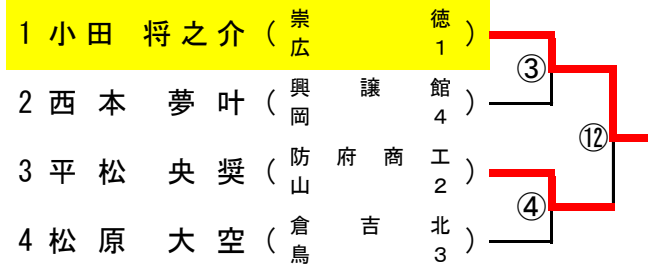 1 小田 将之介 (崇徳 広1)
③
2 西本 夢叶 (興譲館 岡4)
⑫
3 平松 央奨 (防府商工 山2)
④
4 松原 大空 (倉吉北 鳥3)